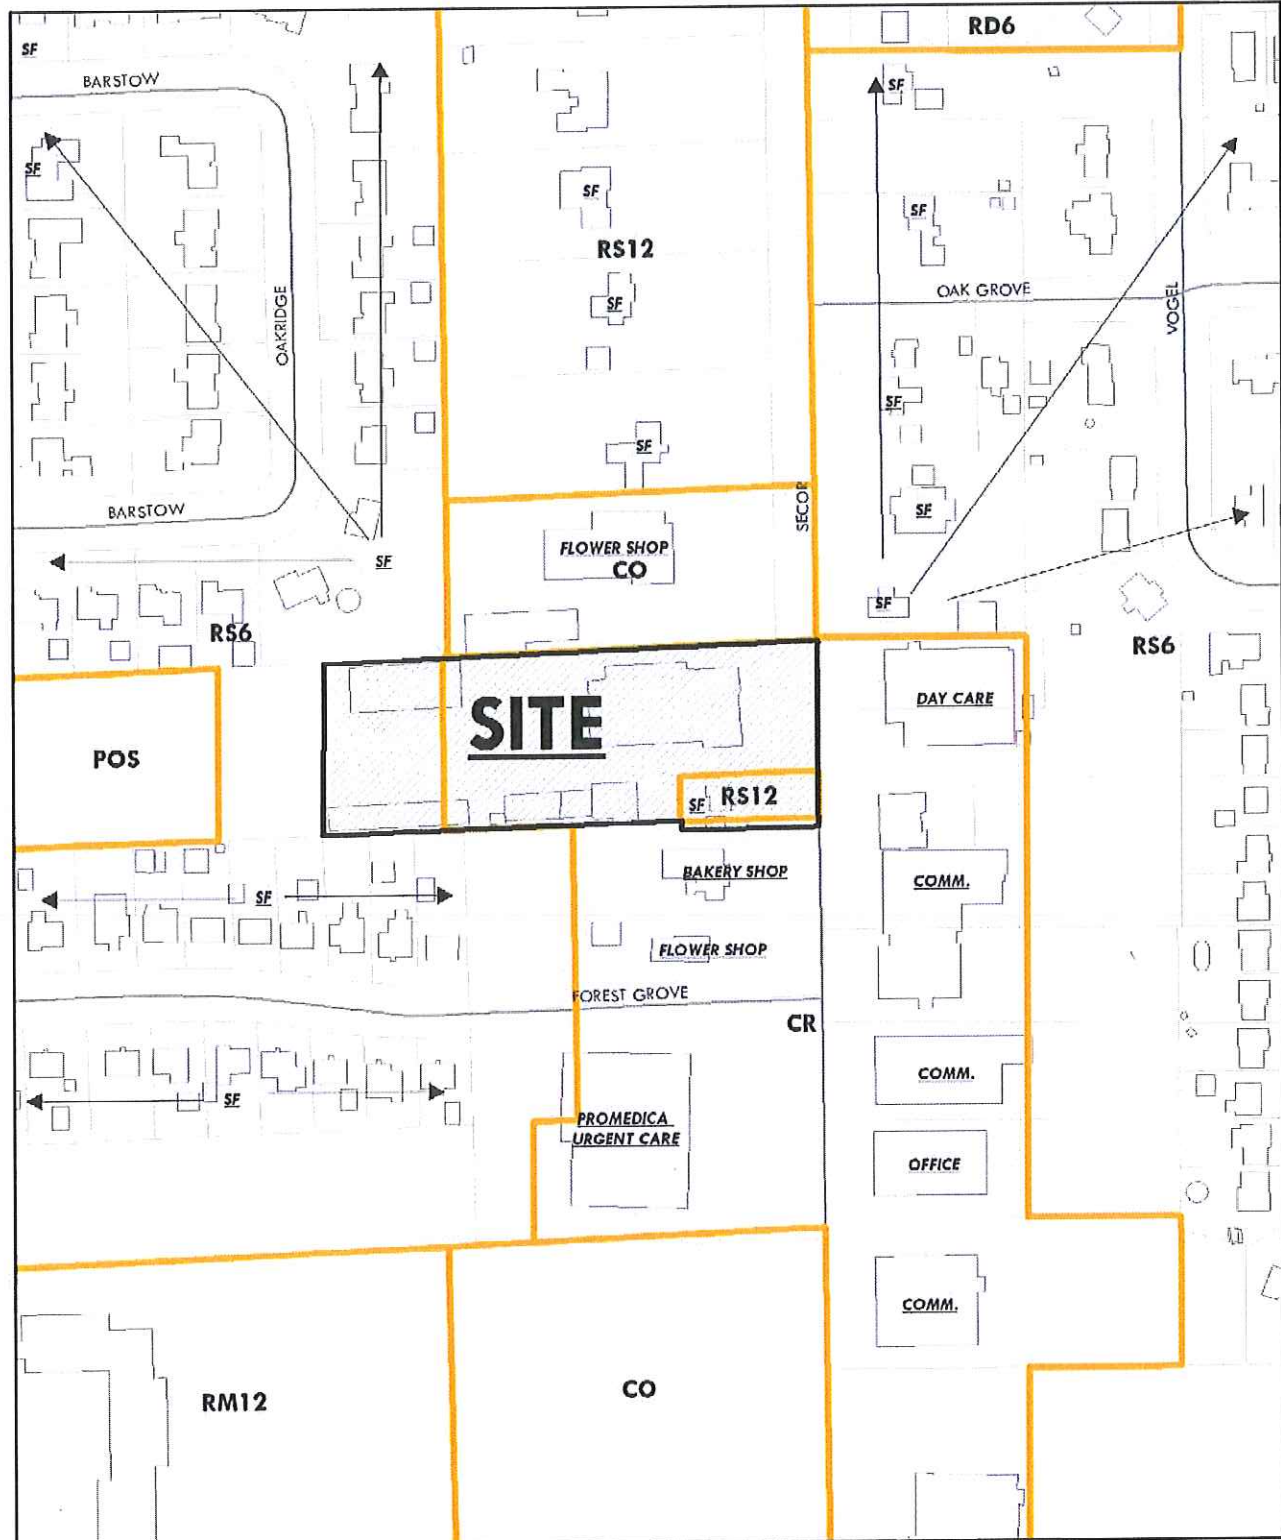 RD6
SF
BARSTOW
SF
SF
SF
SF
SF
RS12
OAK GROVE
VOGEL
OAKRIDGE
SF
SF
SF
SECOR
BARSTOW
SF
FLOWER SHOP
CO
SF
SF
RS6
RS6
DAY CARE
SITE
POS
SF
RS12
BAKERY SHOP
COMM.
SF
FLOWER SHOP
FOREST GROVE
CR
COMM.
SF
PROMEDICA
URGENT CARE
OFFICE
COMM.
RM12
CO